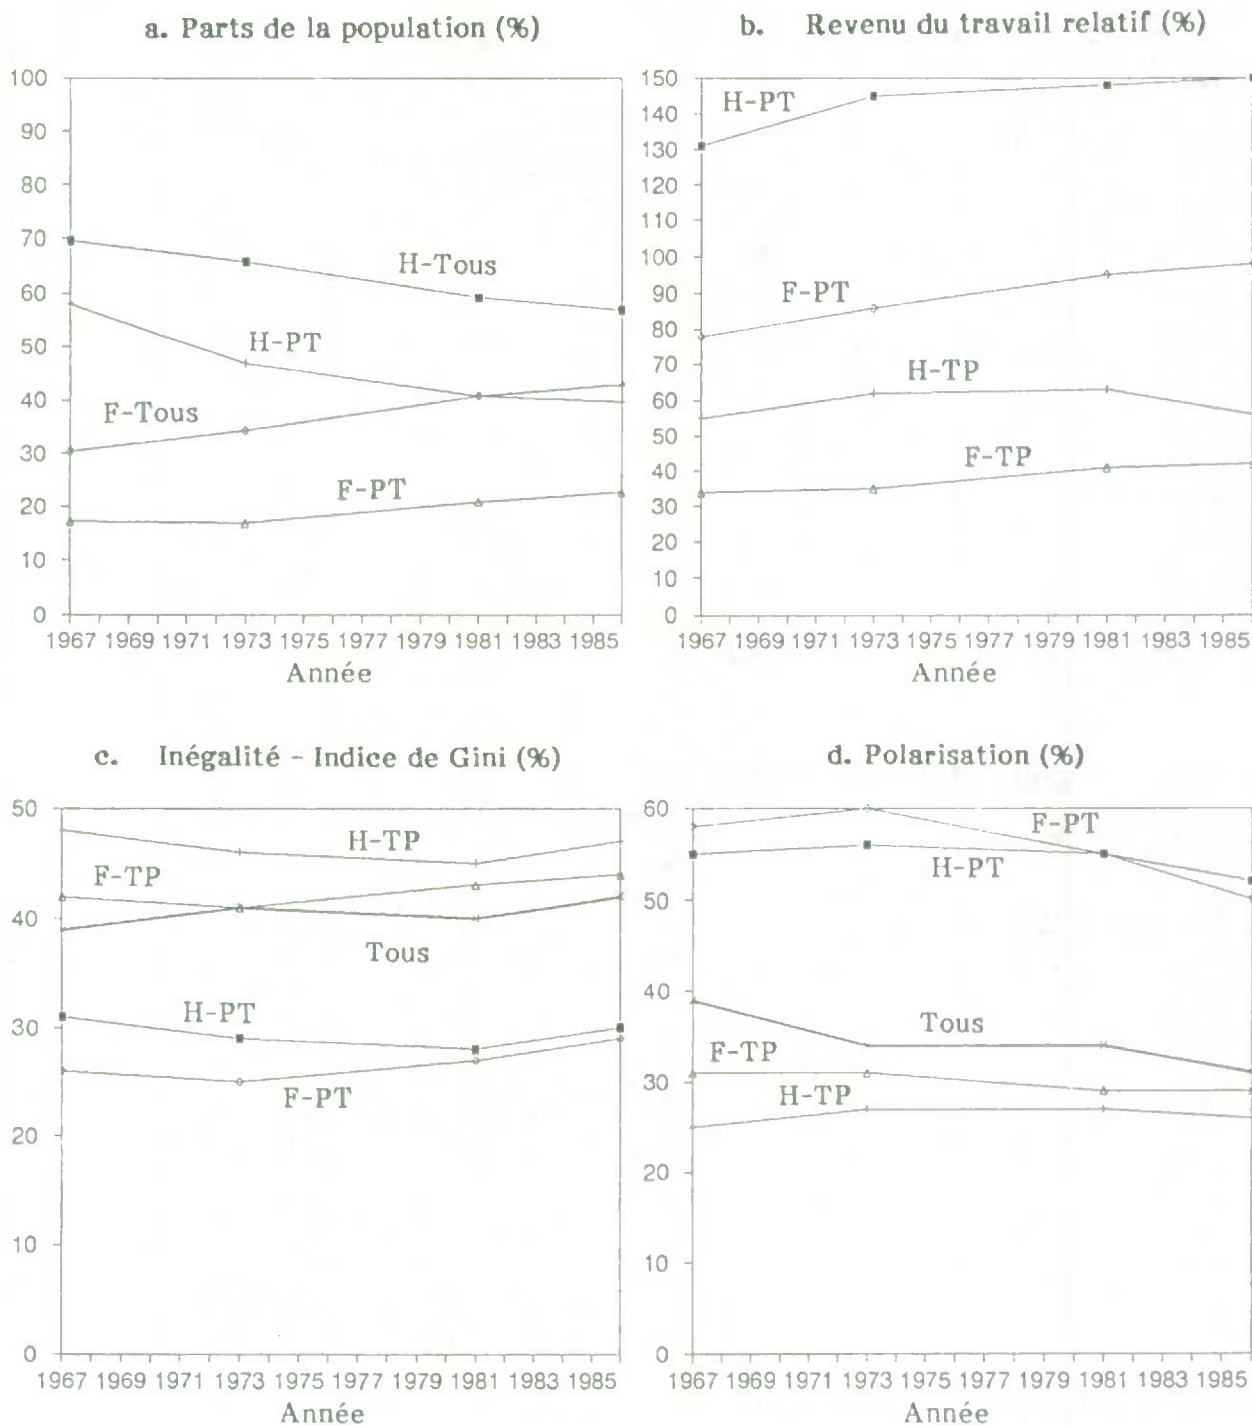 a. Parts de la population (%)
100
90
80
70
60
50
40
30
20
10
0
H-Tous
H-PT
F-Tous
F-PT
1967 1969 1971 1973 1975 1977 1979 1981 1983 1985
Année
b. Revenu du travail relatif (%)
150
140
130
120
110
100
90
80
70
60
50
40
30
20
10
0
H-PT
F-PT
H-TP
F-TP
1967 1969 1971 1973 1975 1977 1979 1981 1983 1985
Année
c. Inégalité - Indice de Gini (%)
50
40
30
20
10
0
H-TP
F-TP
Tous
H-PT
F-PT
1967 1969 1971 1973 1975 1977 1979 1981 1983 1985
Année
d. Polarisation (%)
60
50
40
30
20
10
0
F-PT
H-PT
Tous
F-TP
H-TP
1967 1969 1971 1973 1975 1977 1979 1981 1983 1985
Année